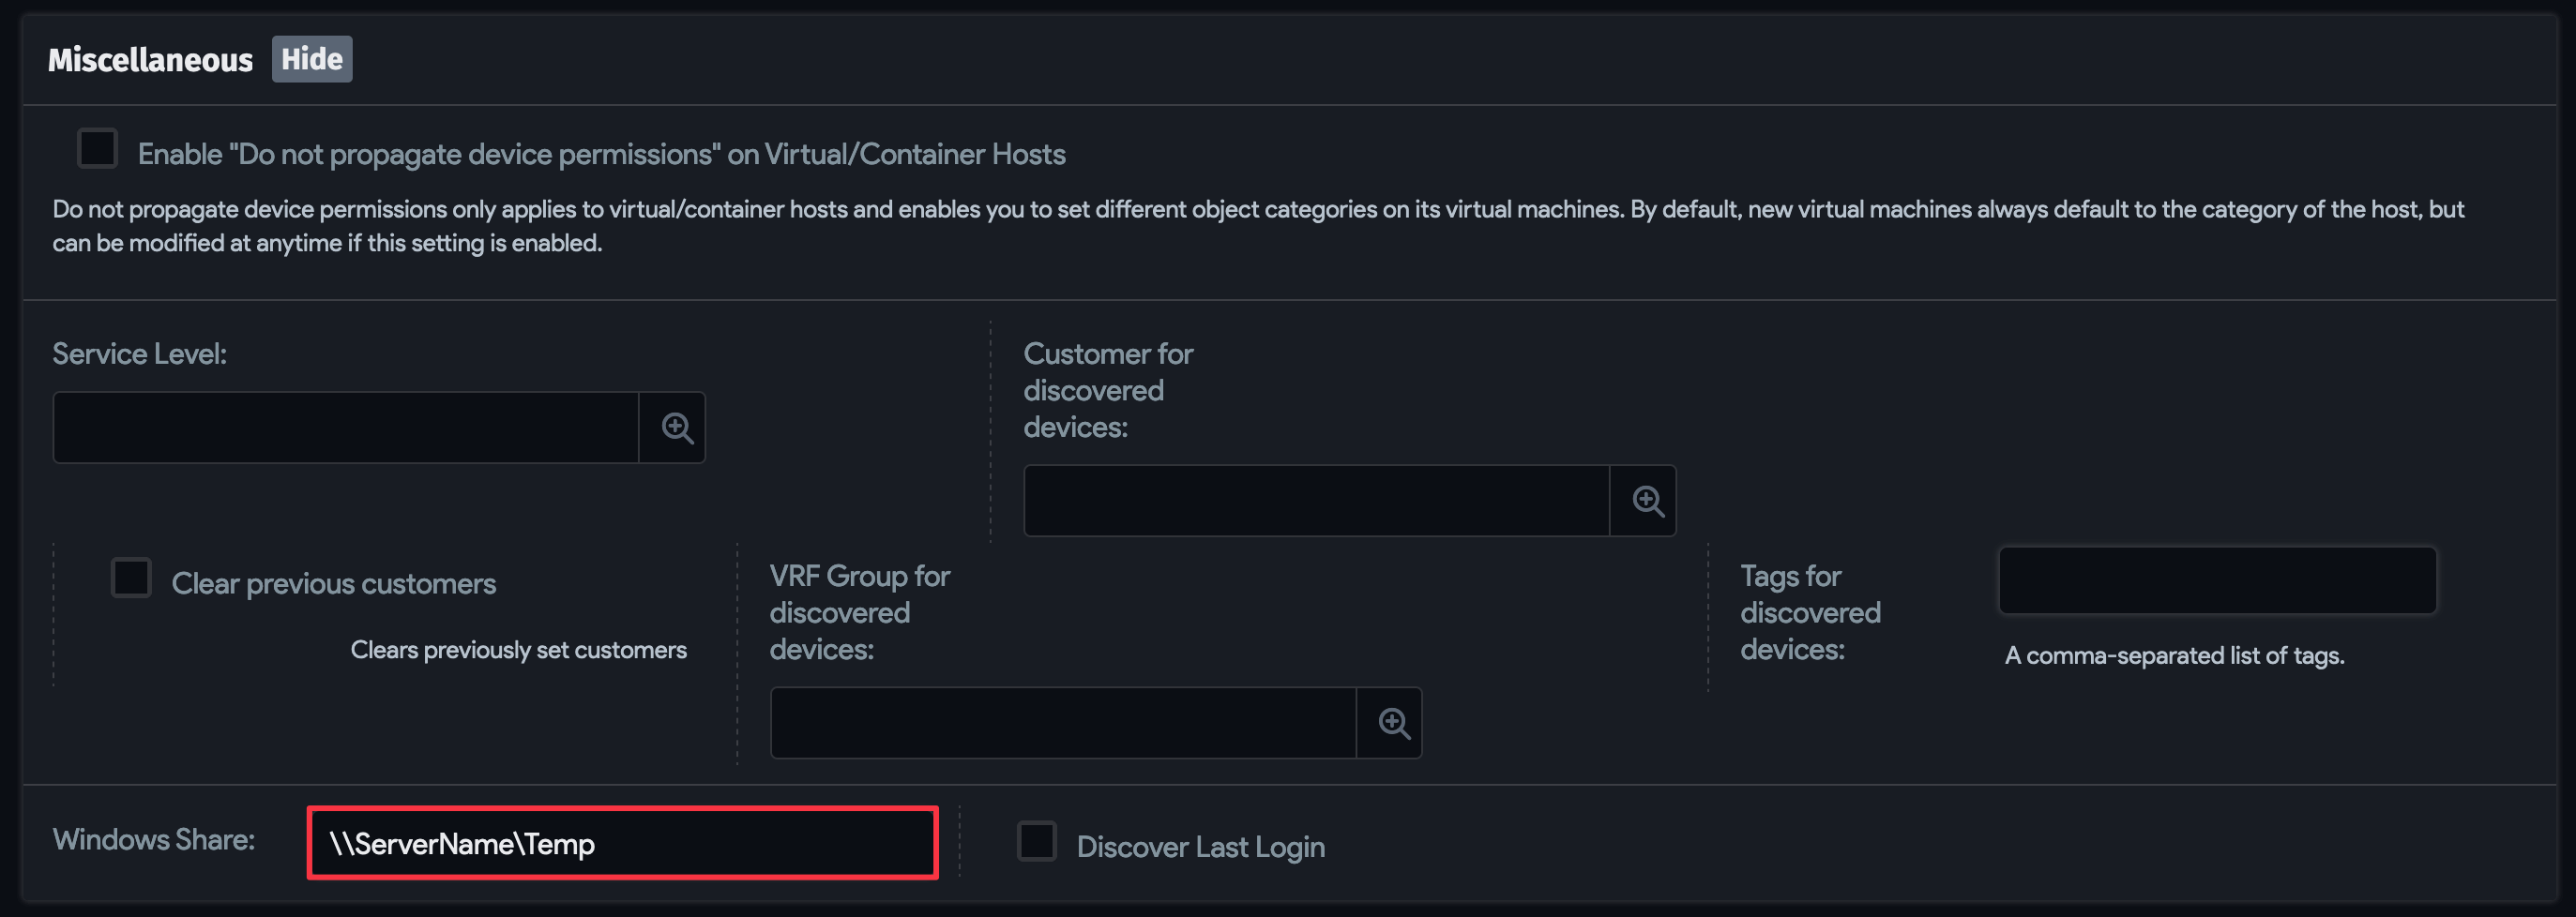 Miscellaneous Hide
Enable "Do not propagate device permissions" on Virtual/Container Hosts
Do not propagate device permissions only applies to virtual/container hosts and enables you to set different object categories on its virtual machines. By default, new virtual machines always default to the category of the host, but
can be modified at anytime if this setting is enabled.
Service Level:
Customer for
discovered
devices:
Clear previous customers
Clears previously set customers
VRF Group for
discovered
devices:
Tags for
discovered
devices:
A comma-separated list of tags.
Windows Share:
\\ServerName\Temp
Discover Last Login